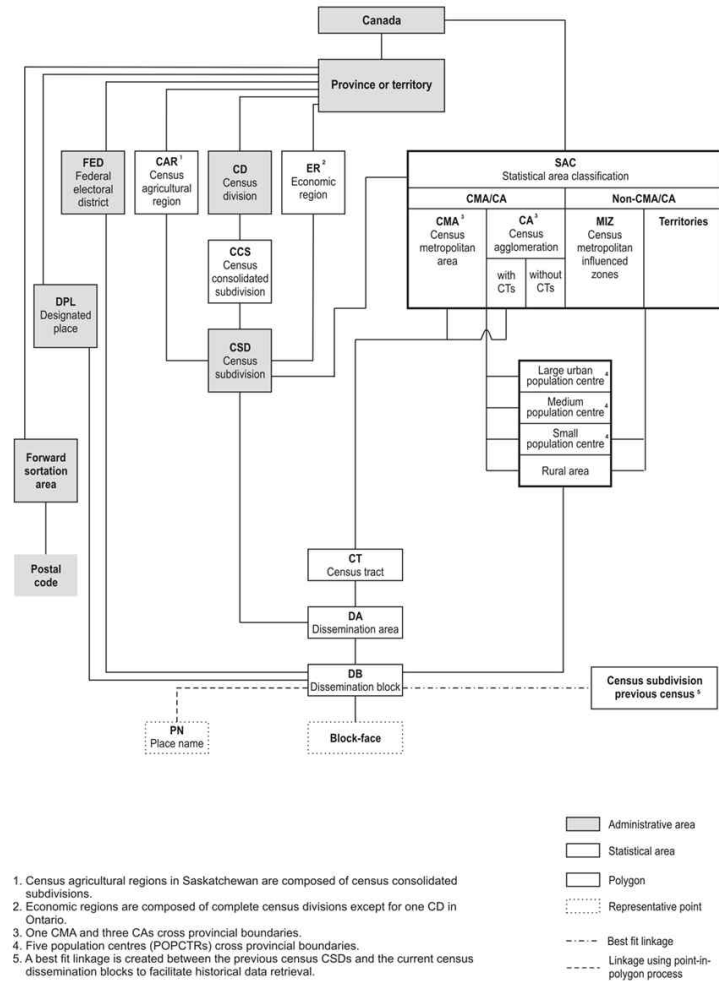 Canada
Province or territory
FED
Federal
electoral
district
CAR 1
Census
agricultural
region
CD
Census
division
ER 2
Economic
region
SAC
Statistical area classification
CMA/CA
Non-CMA/CA
CMA 3
Census
metropolitan
area
CA 3
Census
agglomeration
with
CTs
without
CTs
MIZ
Census
metropolitan
influenced
zones
Territories
CCS
Census
consolidated
subdivision
DPL
Designated
place
CSD
Census
subdivision
Large urban
population centre 4
Medium
population centre 4
Small
population centre 4
Rural area
Forward
sortation
area
Postal
code
CT
Census tract
DA
Dissemination area
DB
Dissemination block
Census subdivision
previous census 5
PN
Place name
Block-face
Administrative area
Statistical area
Polygon
Representative point
Best fit linkage
Linkage using point-in-
polygon process
1. Census agricultural regions in Saskatchewan are composed of census consolidated
subdivisions.
2. Economic regions are composed of complete census divisions except for one CD in
Ontario.
3. One CMA and three CAs cross provincial boundaries.
4. Five population centres (POPCTRs) cross provincial boundaries.
5. A best fit linkage is created between the previous census CSDs and the current census
dissemination blocks to facilitate historical data retrieval.